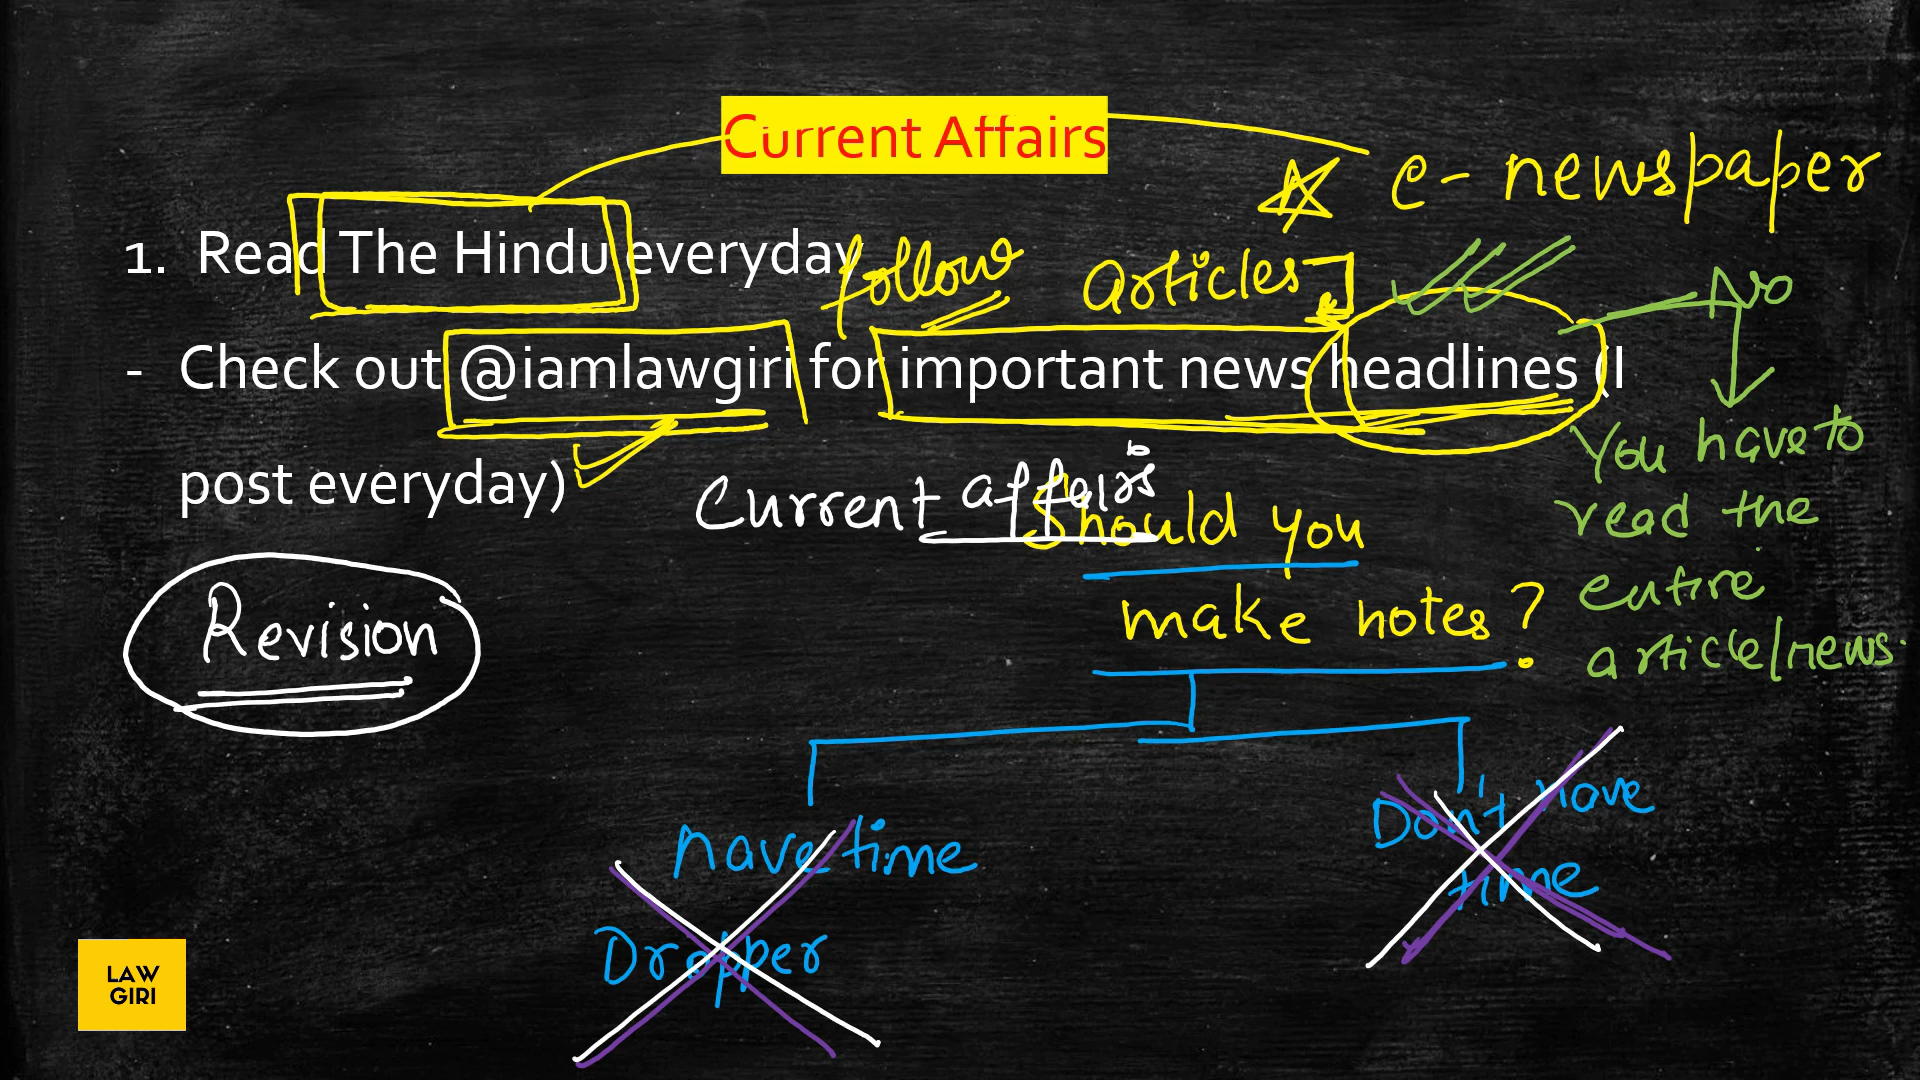 Current Affairs
☆ e-newspaper
1. Read The Hindu everyday
follow articles
No
- Check out @iamlawgiri for important news headlines (I
post everyday)
You have to
read the
entire
article/news.
Current affairs
Should you
make notes?
Revision
have time
Dropper
Don't have
time
LAW
GIRI